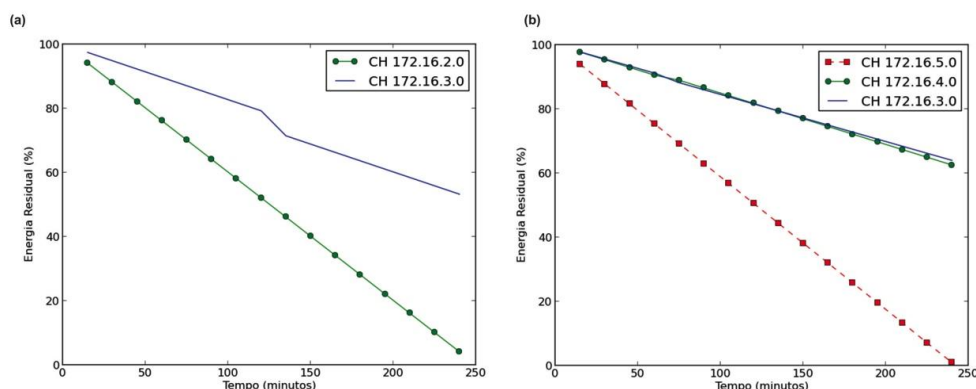 (a)
CH 172.16.2.0
CH 172.16.3.0
100
80
60
40
20
0
Energia Residual (%)
0 50 100 150 200 250
Tempo (minutos)
(b)
CH 172.16.5.0
CH 172.16.4.0
CH 172.16.3.0
100
80
60
40
20
0
Energia Residual (%)
0 50 100 150 200 250
Tempo (minutos)